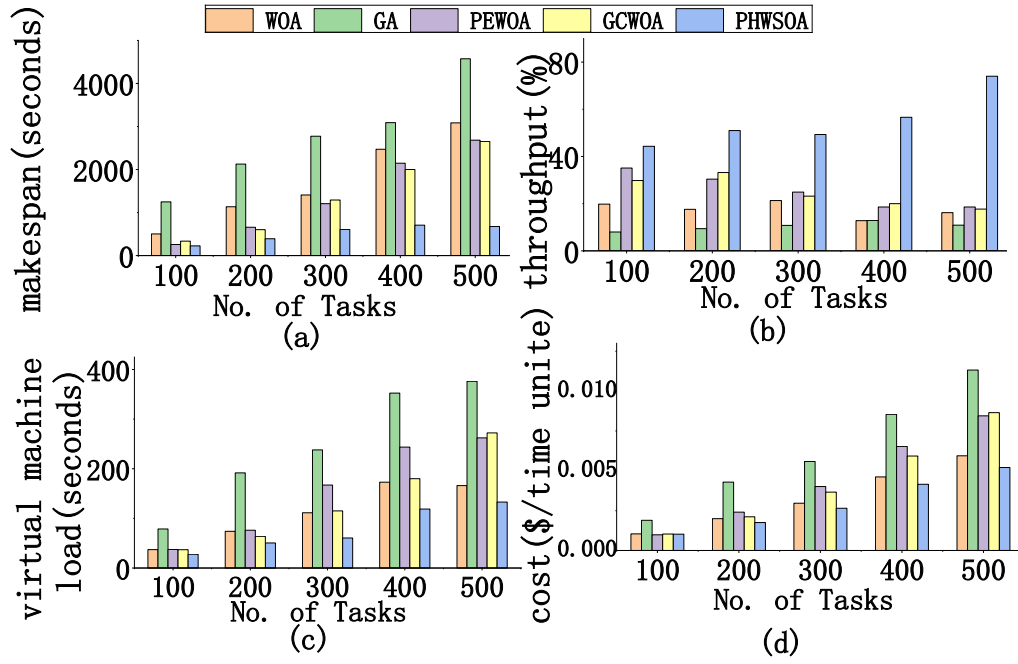 WOA GA PEWOA GCWOA PHWSOA
makespan(seconds)
4000
2000
0
100 200 300 400 500
No. of Tasks
(a)
throughput(%)
80
40
0
100 200 300 400 500
No. of Tasks
(b)
virtual machine
load(seconds)
400
200
0
100 200 300 400 500
No. of Tasks
(c)
cost($/time unite)
0.010
0.005
0.000
100 200 300 400 500
No. of Tasks
(d)